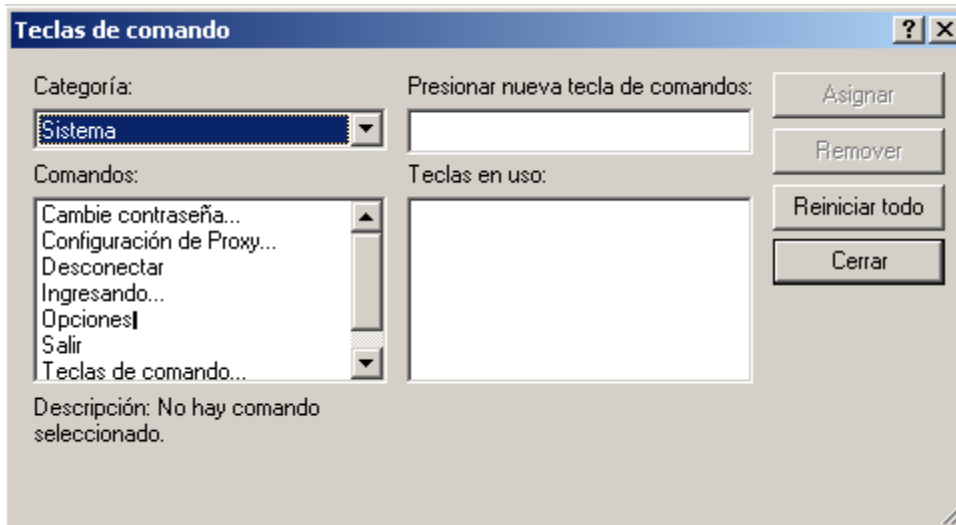 Teclas de comando
Categoría:
Sistema
Comandos:
Cambie contraseña...
Configuración de Proxy...
Desconectar
Ingresando...
Opciones
Salir
Teclas de comando...
Descripción: No hay comando
seleccionado.
Presionar nueva tecla de comandos:
Teclas en uso:
Asignar
Remover
Reiniciar todo
Cerrar